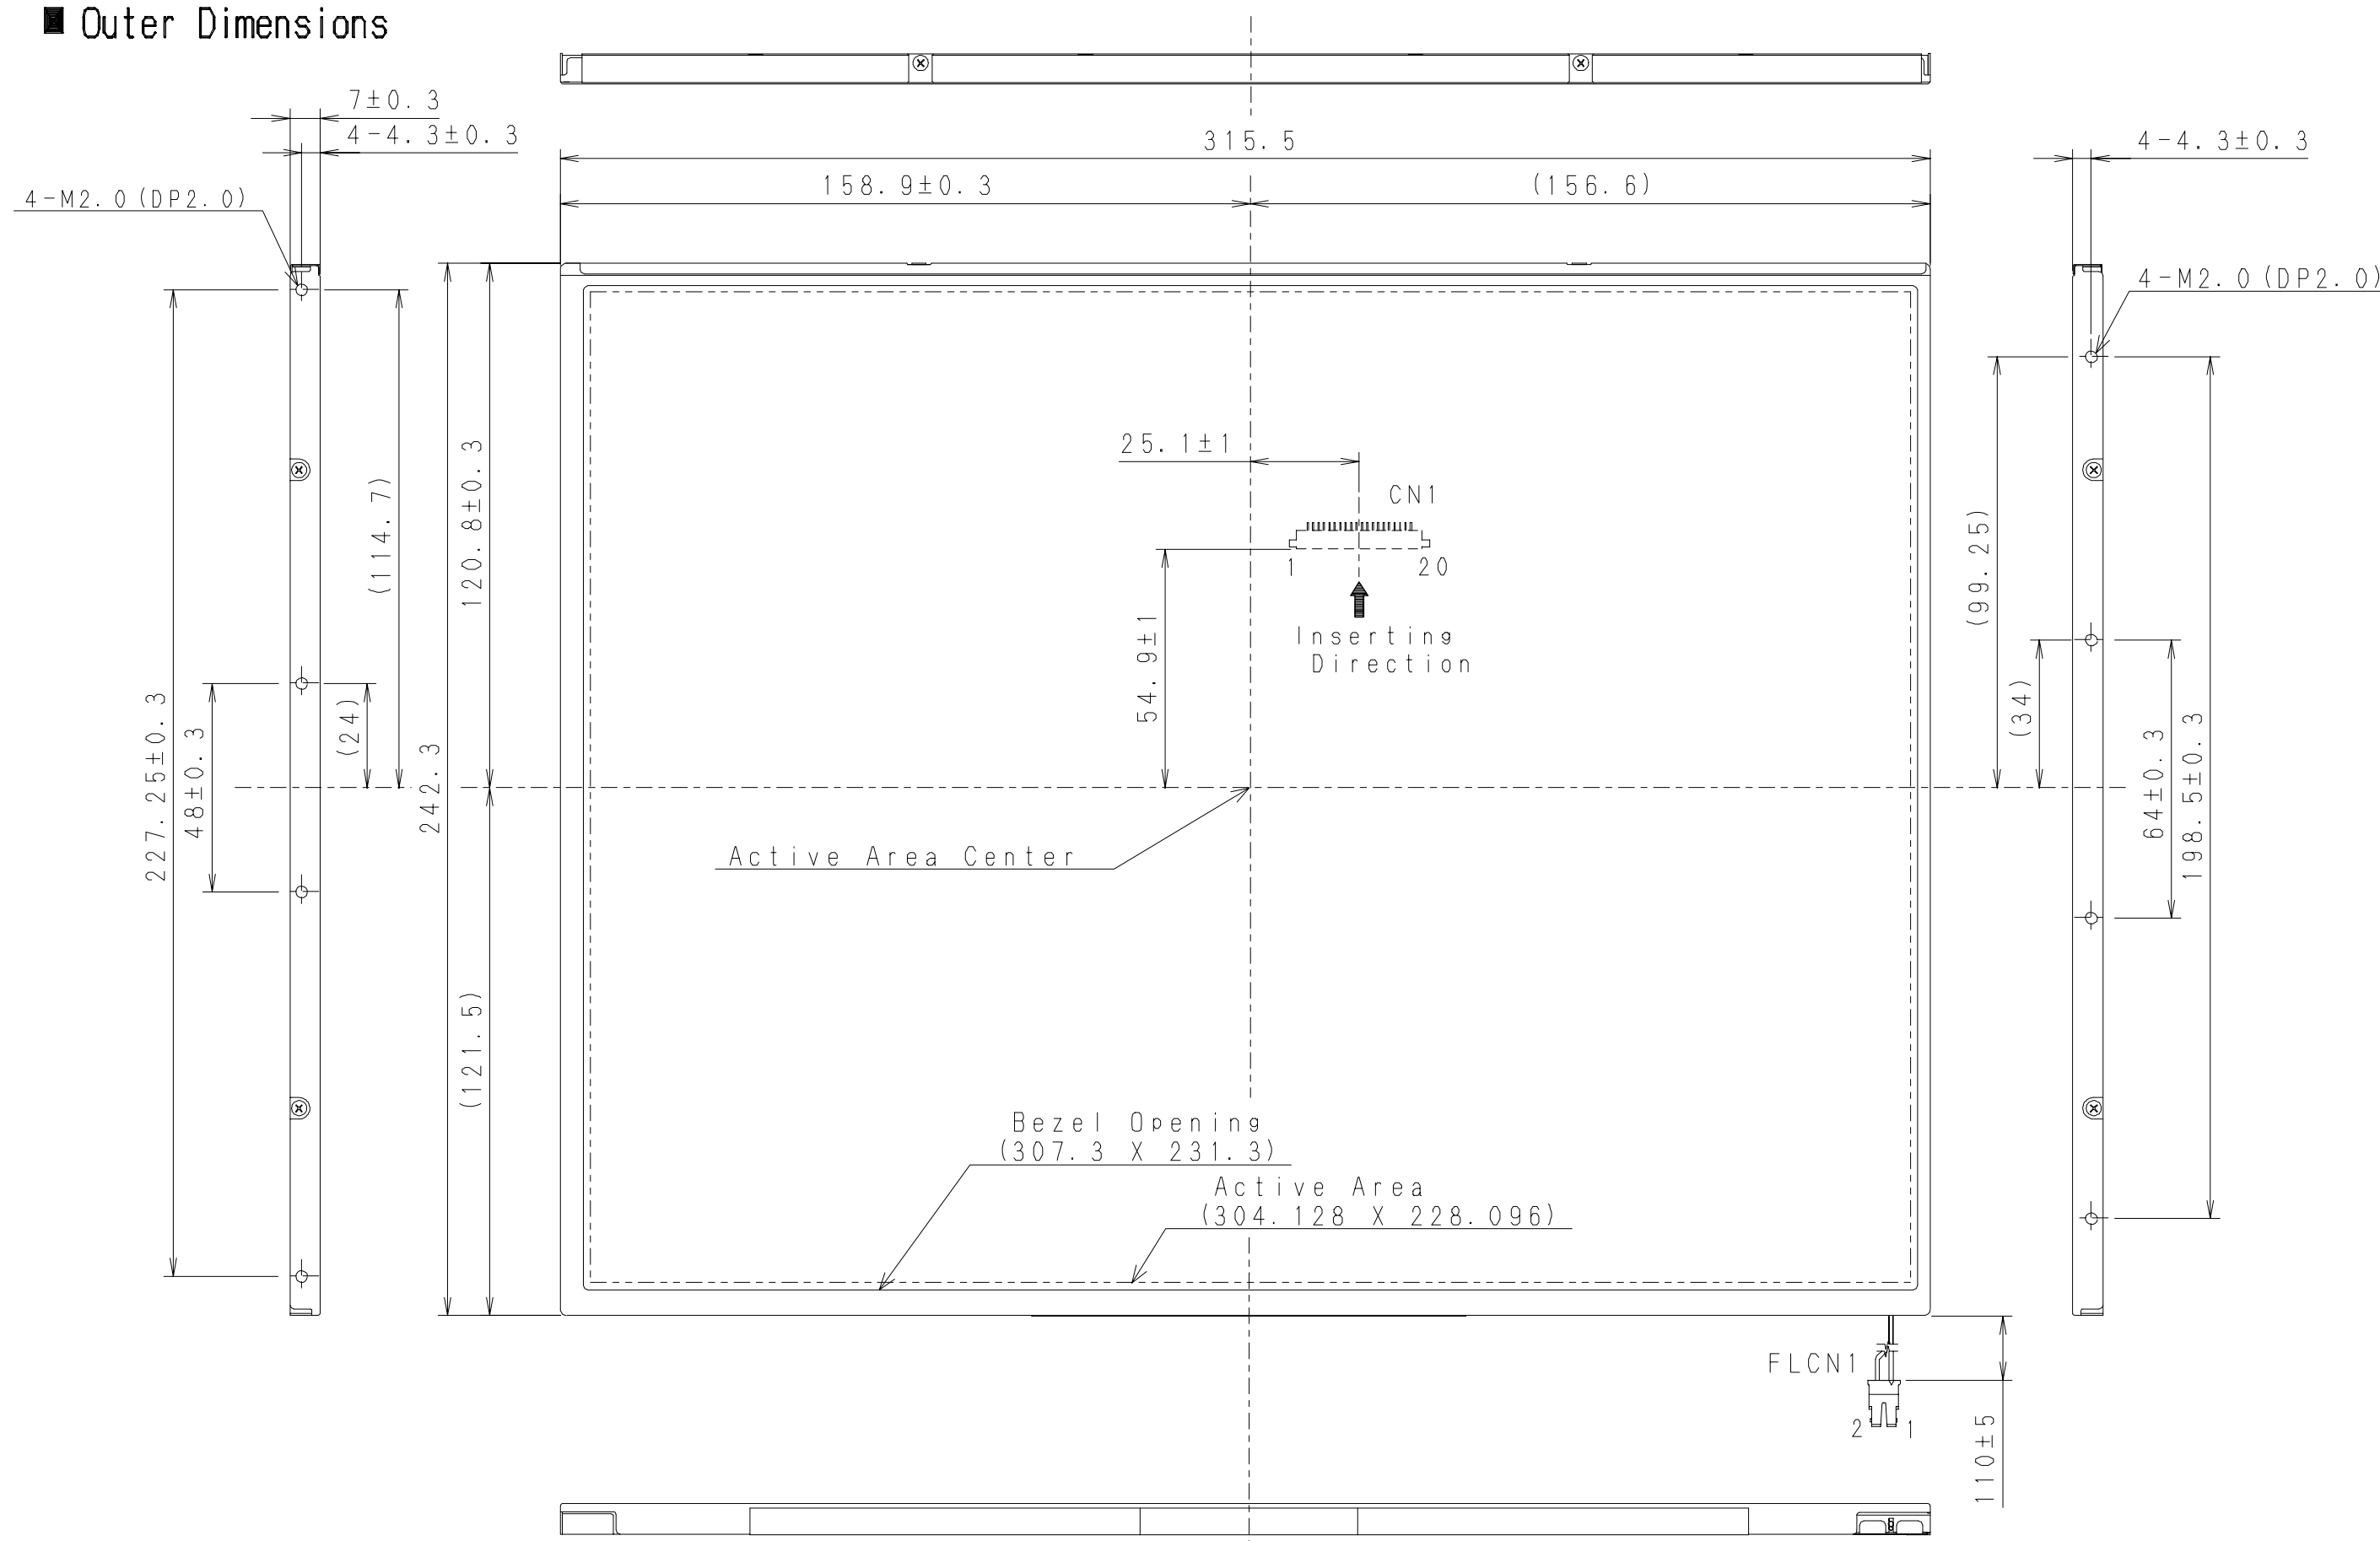 ■ Outer Dimensions
7±0.3
4-4.3±0.3
4-M2.0(DP2.0)
315.5
158.9±0.3
(156.6)
4-4.3±0.3
4-M2.0(DP2.0)
25.1±1
CN1
1
20
Inserting
Direction
54.9±1
120.8±0.3
(114.7)
(24)
227.25±0.3
48±0.3
242.3
(121.5)
(99.25)
(34)
64±0.3
198.5±0.3
Active Area Center
Bezel Opening
(307.3 X 231.3)
Active Area
(304.128 X 228.096)
FLCN1
2
1
110±5